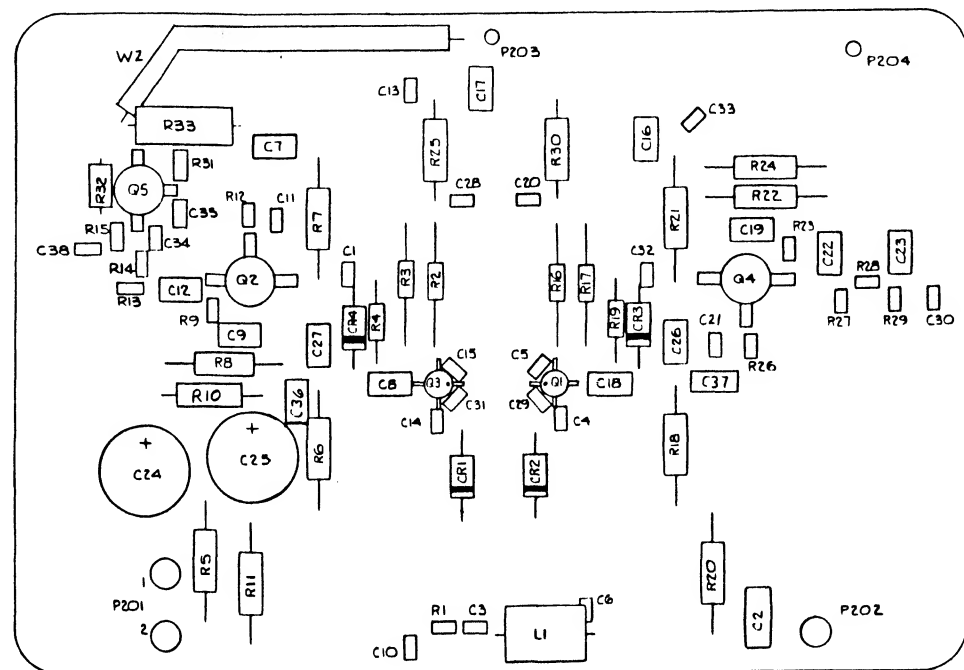 W2
P203
P204
C13
C17
C33
R33
C7
R25
R30
C16
R31
R24
R32
Q5
R22
R12
C11
C28
C20
R7
R21
C35
C19
R23
C22
C23
R15
C34
C38
R14
C1
R3
R2
R16
R17
C32
Q2
Q4
R28
R13
C12
R9
C9
CR4
R4
R19
CR3
C26
C21
R27
R29
C30
C27
R26
R8
C15
C5
C8
Q3
Q1
C18
C37
R10
C36
C31
C29
C14
C4
+
C24
+
C25
R6
R18
CR1
CR2
R5
R11
R20
1
P201
2
R1
C3
C6
L1
C10
C2
P202